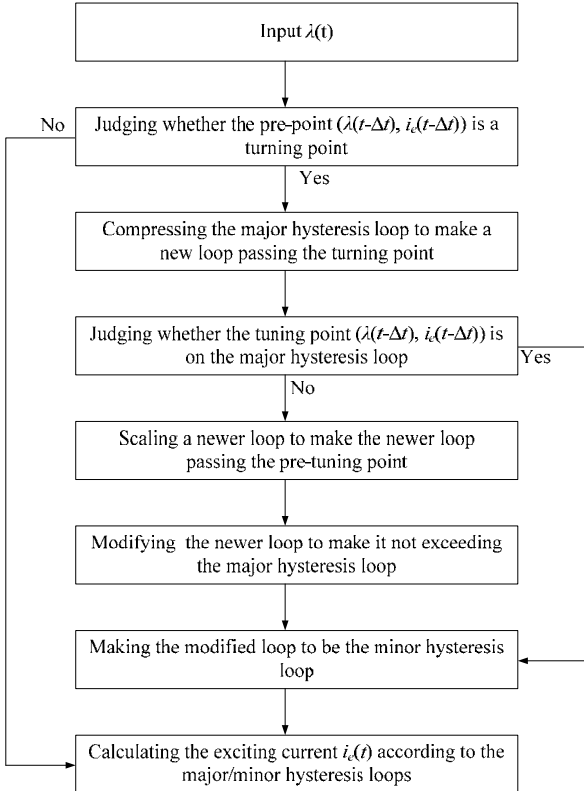 Input λ(t)
No
Judging whether the pre-point (λ(t-Δt), ie(t-Δt)) is a
turning point
Yes
Compressing the major hysteresis loop to make a
new loop passing the turning point
Judging whether the tuning point (λ(t-Δt), ie(t-Δt)) is
on the major hysteresis loop
Yes
No
Scaling a newer loop to make the newer loop
passing the pre-tuning point
Modifying the newer loop to make it not exceeding
the major hysteresis loop
Making the modified loop to be the minor hysteresis
loop
Calculating the exciting current ie(t) according to the
major/minor hysteresis loops